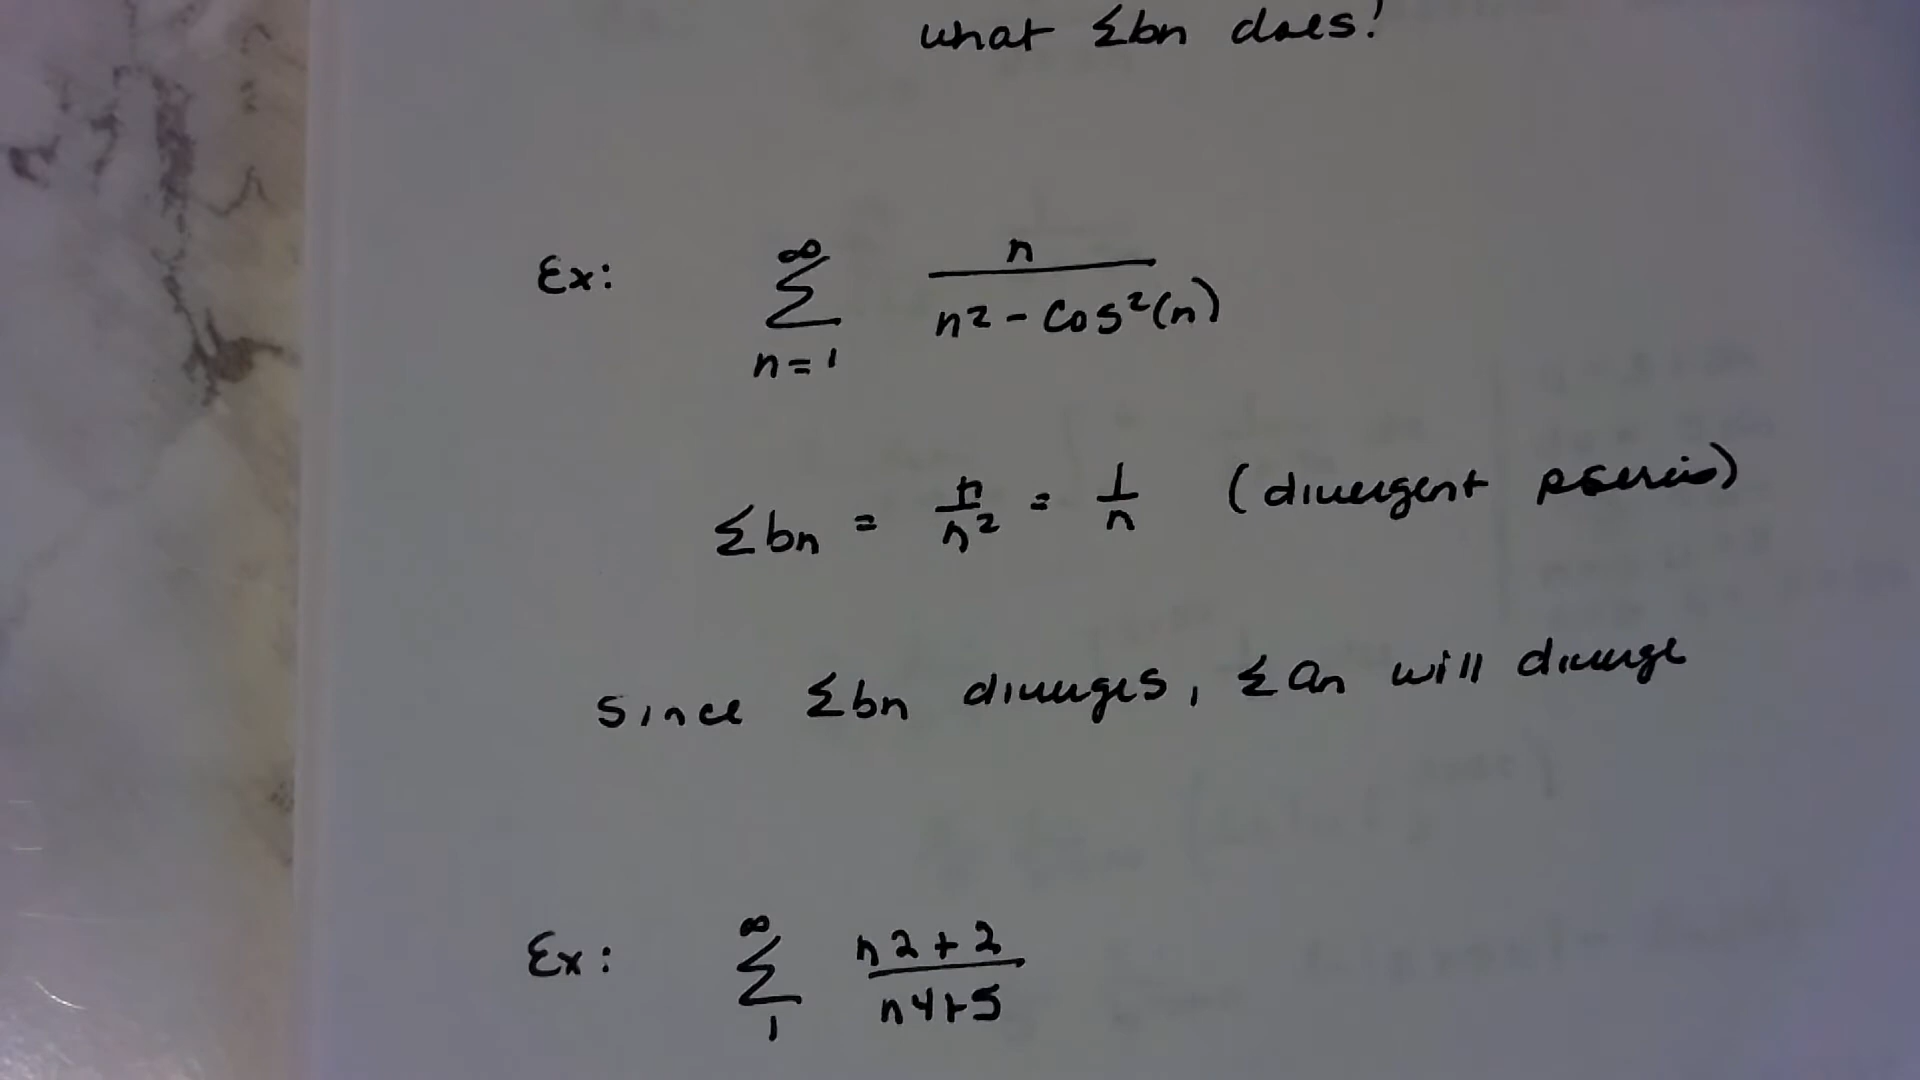 what Σbn does!
Ex: ∞ Σ n=1 n / n² - cos²(n)
Σbn = n/n² = 1/n (divergent pseries)
since Σbn diverges, Σan will diverge
Ex: ∞ Σ 1 n2+2 / n4+5